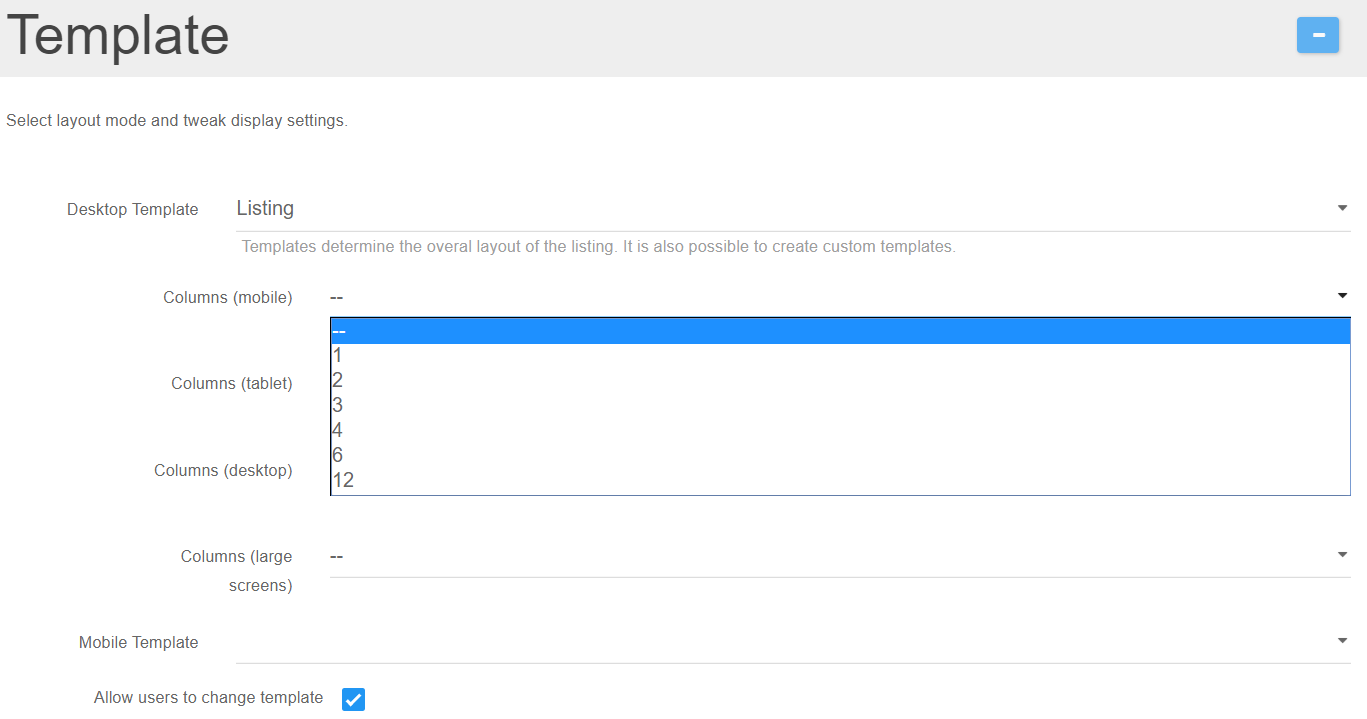 Template
Select layout mode and tweak display settings.
Desktop Template
Listing
Templates determine the overal layout of the listing. It is also possible to create custom templates.
Columns (mobile)
--
--
1
2
3
4
6
12
Columns (tablet)
Columns (desktop)
Columns (large
screens)
--
Mobile Template
Allow users to change template